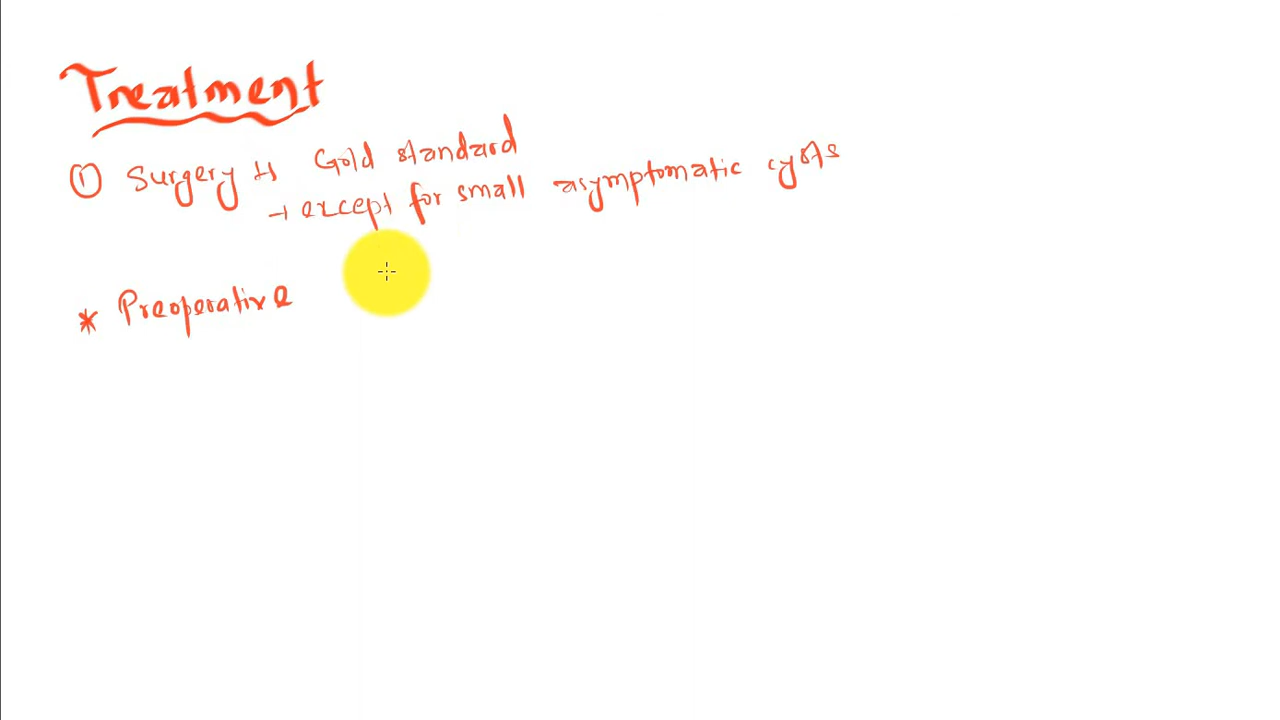 Treatment
① Surgery is Gold standard
→ except for small asymptomatic cysts
* Preoperative